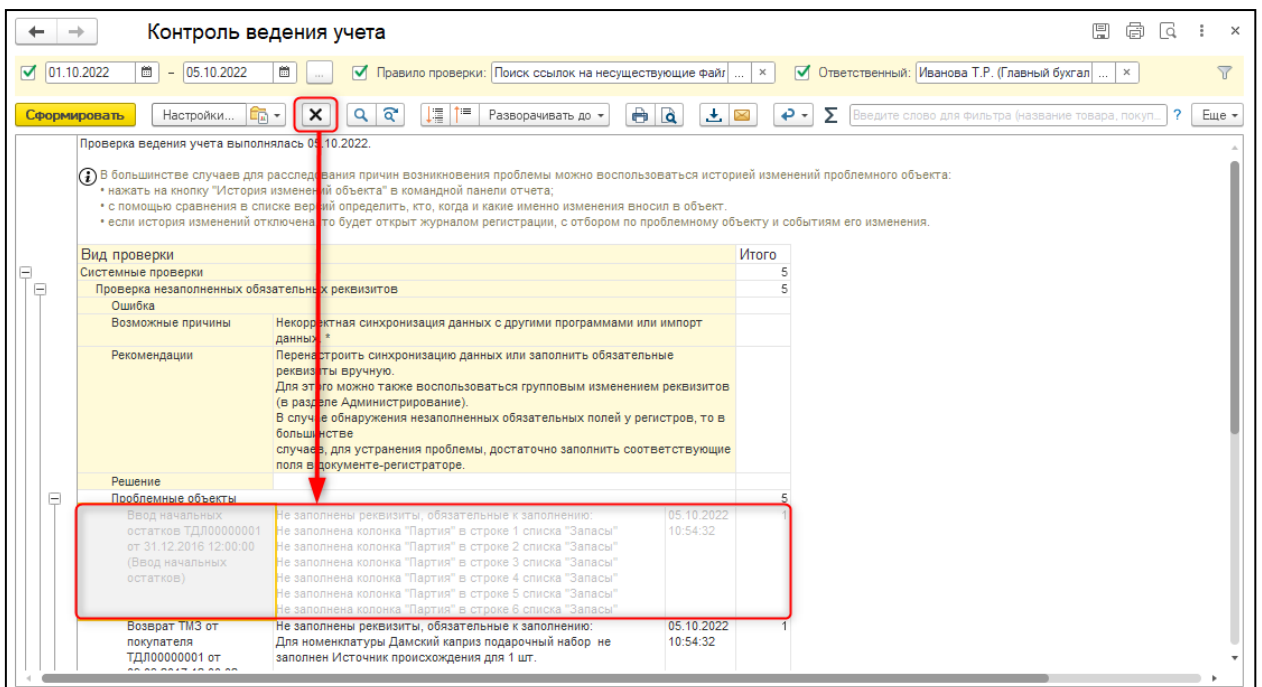 Контроль ведения учета
01.10.2022 – 05.10.2022 ... Правило проверки: Поиск ссылок на несуществующие файл ... × Ответственный: Иванова Т.Р. (Главный бухгал ... ×
Сформировать Настройки... Разворачивать до Σ Введите слово для фильтра (название товара, покуп... ? Еще
Проверка ведения учета выполнялась 05.10.2022.
В большинстве случаев для расследования причин возникновения проблемы можно воспользоваться историей изменений проблемного объекта:
• нажать на кнопку "История изменений объекта" в командной панели отчета;
• с помощью сравнения в списке версий определить, кто, когда и какие именно изменения вносил в объект.
• если история изменений отключена, то будет открыт журналом регистрации, с отбором по проблемному объекту и событиям его изменения.
Вид проверки Итого
Системные проверки 5
Проверка незаполненных обязательных реквизитов 5
Ошибка
Возможные причины Некорректная синхронизация данных с другими программами или импорт
данных. *
Рекомендации Перенастроить синхронизацию данных или заполнить обязательные
реквизиты вручную.
Для этого можно также воспользоваться групповым изменением реквизитов
(в разделе Администрирование).
В случае обнаружения незаполненных обязательных полей у регистров, то в
большинстве
случаев, для устранения проблемы, достаточно заполнить соответствующие
поля в документе-регистраторе.
Решение
Проблемные объекты 5
Ввод начальных Не заполнены реквизиты, обязательные к заполнению: 05.10.2022 1
остатков ТДЛ00000001 Не заполнена колонка "Партия" в строке 1 списка "Запасы" 10:54:32
от 31.12.2016 12:00:00 Не заполнена колонка "Партия" в строке 2 списка "Запасы"
(Ввод начальных Не заполнена колонка "Партия" в строке 3 списка "Запасы"
остатков) Не заполнена колонка "Партия" в строке 4 списка "Запасы"
Не заполнена колонка "Партия" в строке 5 списка "Запасы"
Не заполнена колонка "Партия" в строке 6 списка "Запасы"
Возврат ТМЗ от Не заполнены реквизиты, обязательные к заполнению: 05.10.2022 1
покупателя Для номенклатуры Дамский каприз подарочный набор не 10:54:32
ТДЛ00000001 от заполнен Источник происхождения для 1 шт.